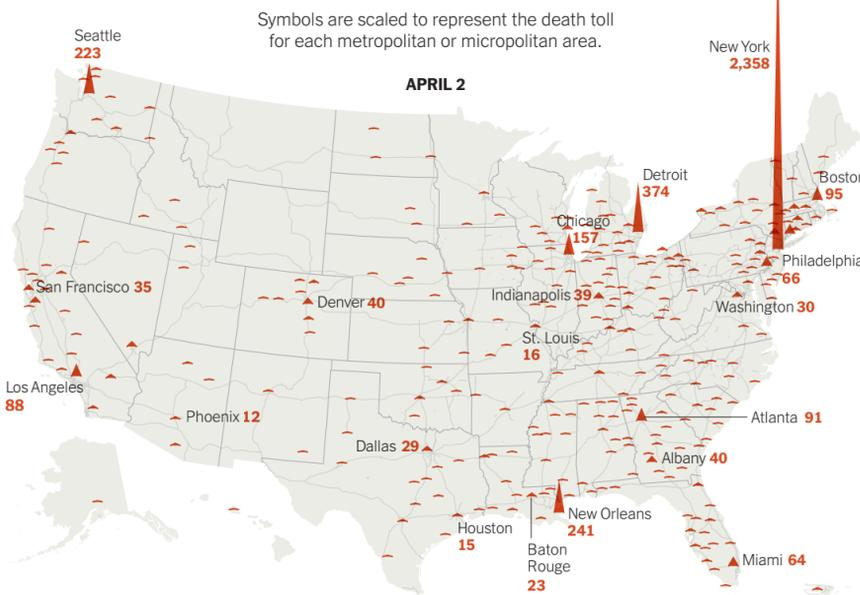 Symbols are scaled to represent the death toll
for each metropolitan or micropolitan area.
APRIL 2
Seattle
223
New York
2,358
Detroit
374
Boston
95
Chicago
157
Philadelphia
66
San Francisco 35
Denver 40
Indianapolis 39
Washington 30
St. Louis
16
Los Angeles
88
Phoenix 12
Atlanta 91
Dallas 29
Albany 40
New Orleans
241
Houston
15
Baton
Rouge
23
Miami 64